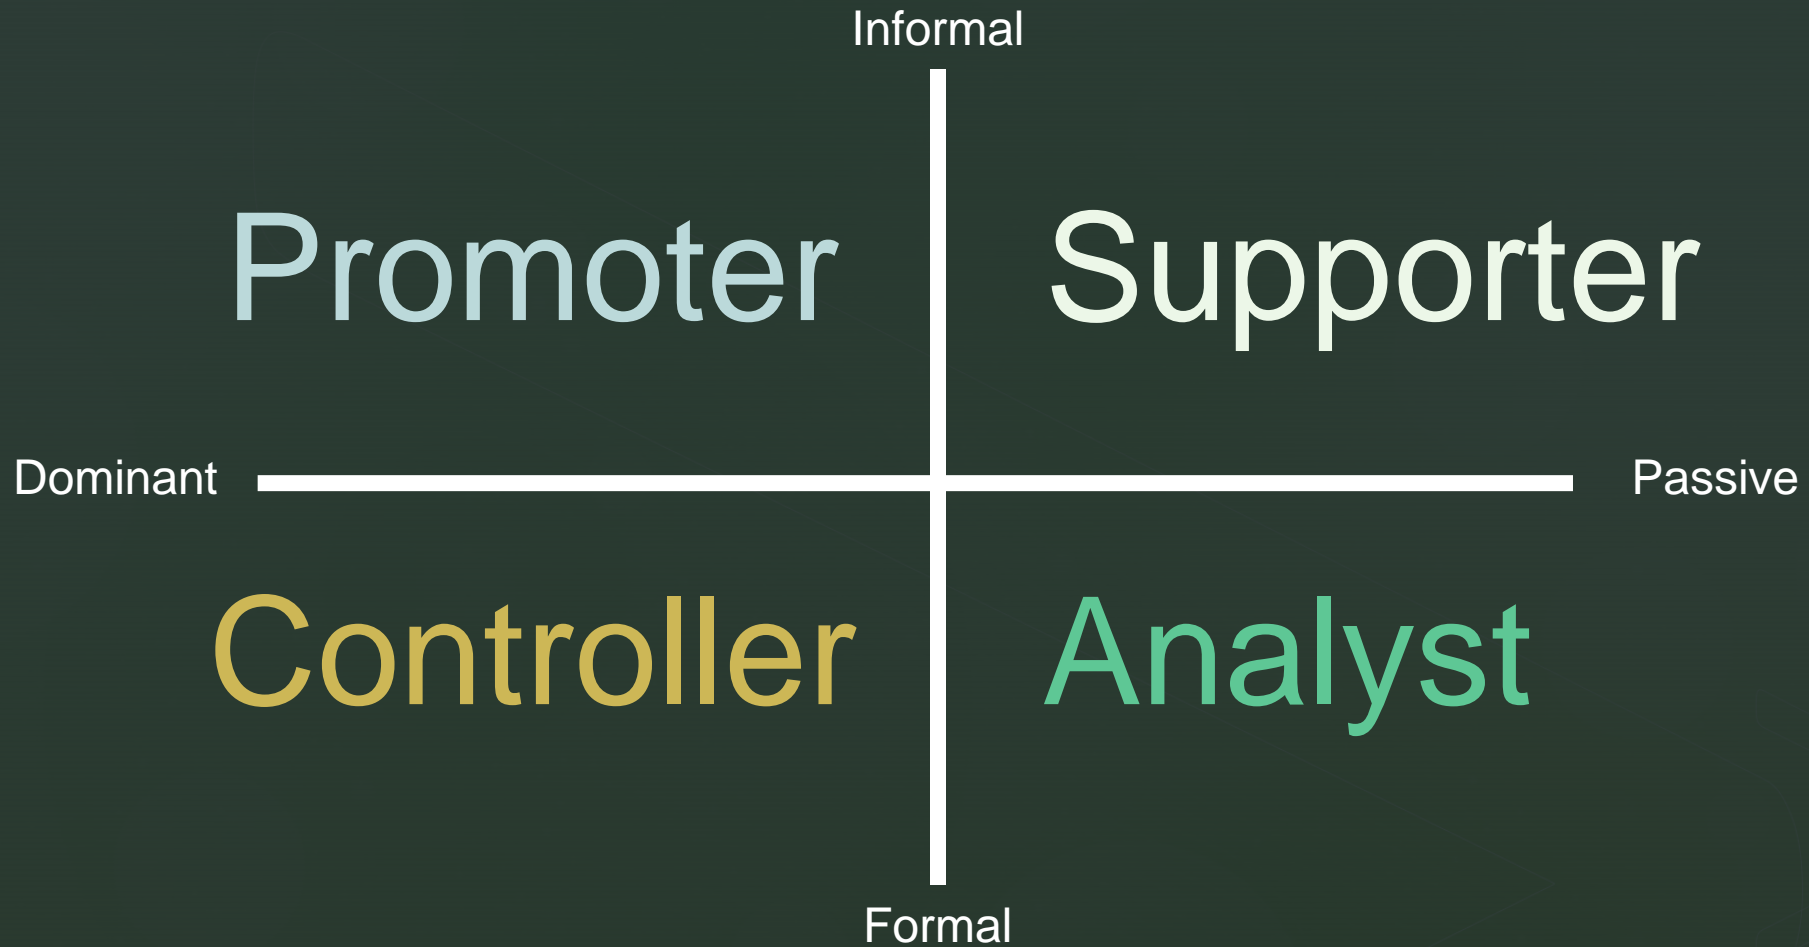 Informal
Promoter Supporter
Dominant Passive
Controller Analyst
Formal